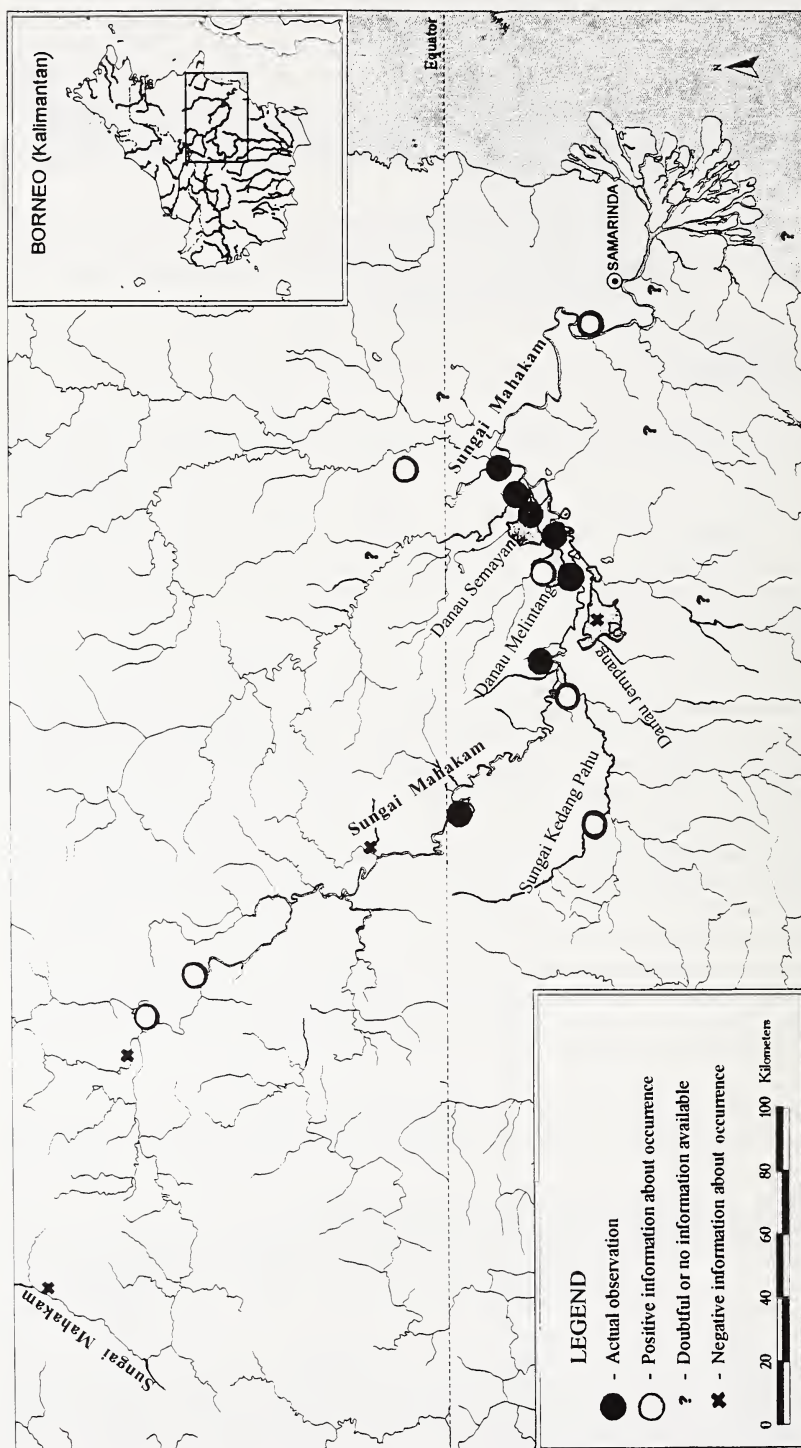 BORNEO (Kalimantan)
Equator
N
SAMARINDA
Sungai Mahakam
Danau Semayang
Danau Melintang
Danau Jempang
Sungai Mahakam
Sungai Kedang Pahu
Sungai Mahakam
?
?
?
?
?
?
LEGEND
- Actual observation
- Positive information about occurrence
? - Doubtful or no information available
✖ - Negative information about occurrence
0 20 40 60 80 100 Kilometers